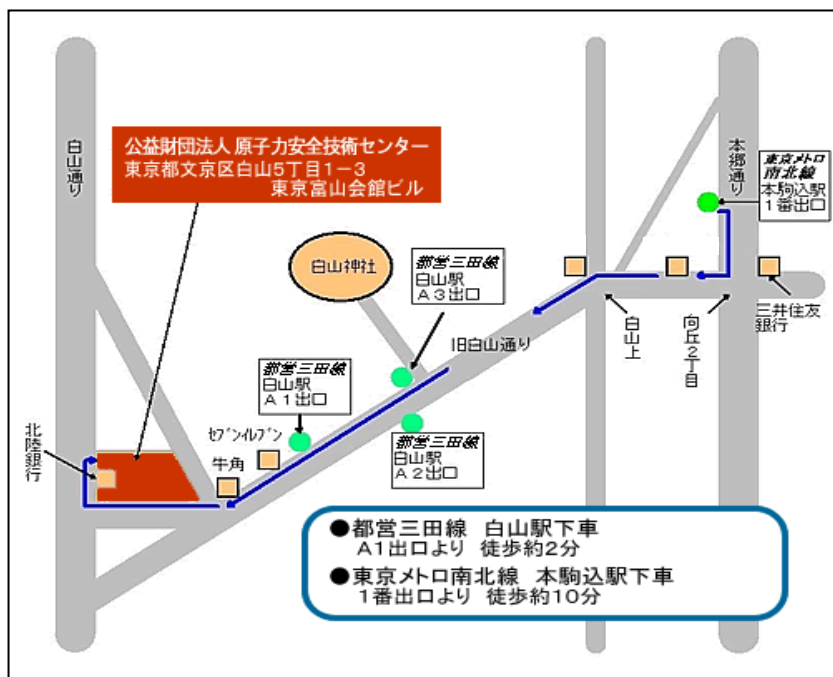 白山通り
公益財団法人 原子力安全技術センター
東京都文京区白山5丁目1－3
東京富山会館ビル
本郷通り
東京メトロ
南北線
本駒込駅
1番出口
白山神社
都営三田線
白山駅
A3出口
三井住友
銀行
白山上
向丘2丁目
旧白山通り
都営三田線
白山駅
A1出口
都営三田線
白山駅
A2出口
セブンイレブン
牛角
北陸銀行
●都営三田線 白山駅下車
A1出口より 徒歩約2分
●東京メトロ南北線 本駒込駅下車
1番出口より 徒歩約10分